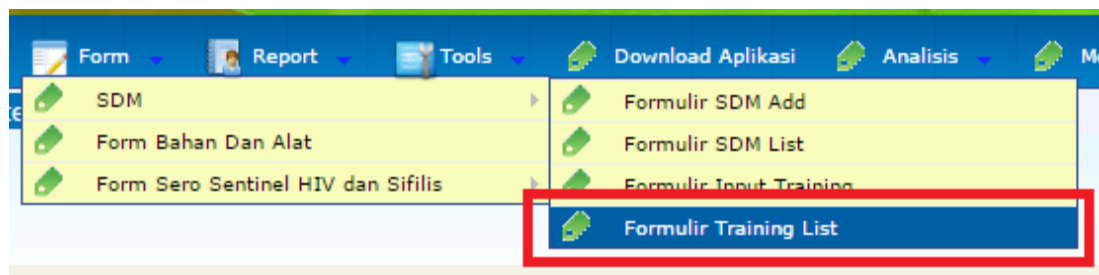 Form Report Tools Download Aplikasi Analisis
SDM
Form Bahan Dan Alat
Form Sero Sentinel HIV dan Sifilis
Formulir SDM Add
Formulir SDM List
Formulir Input Training
Formulir Training List